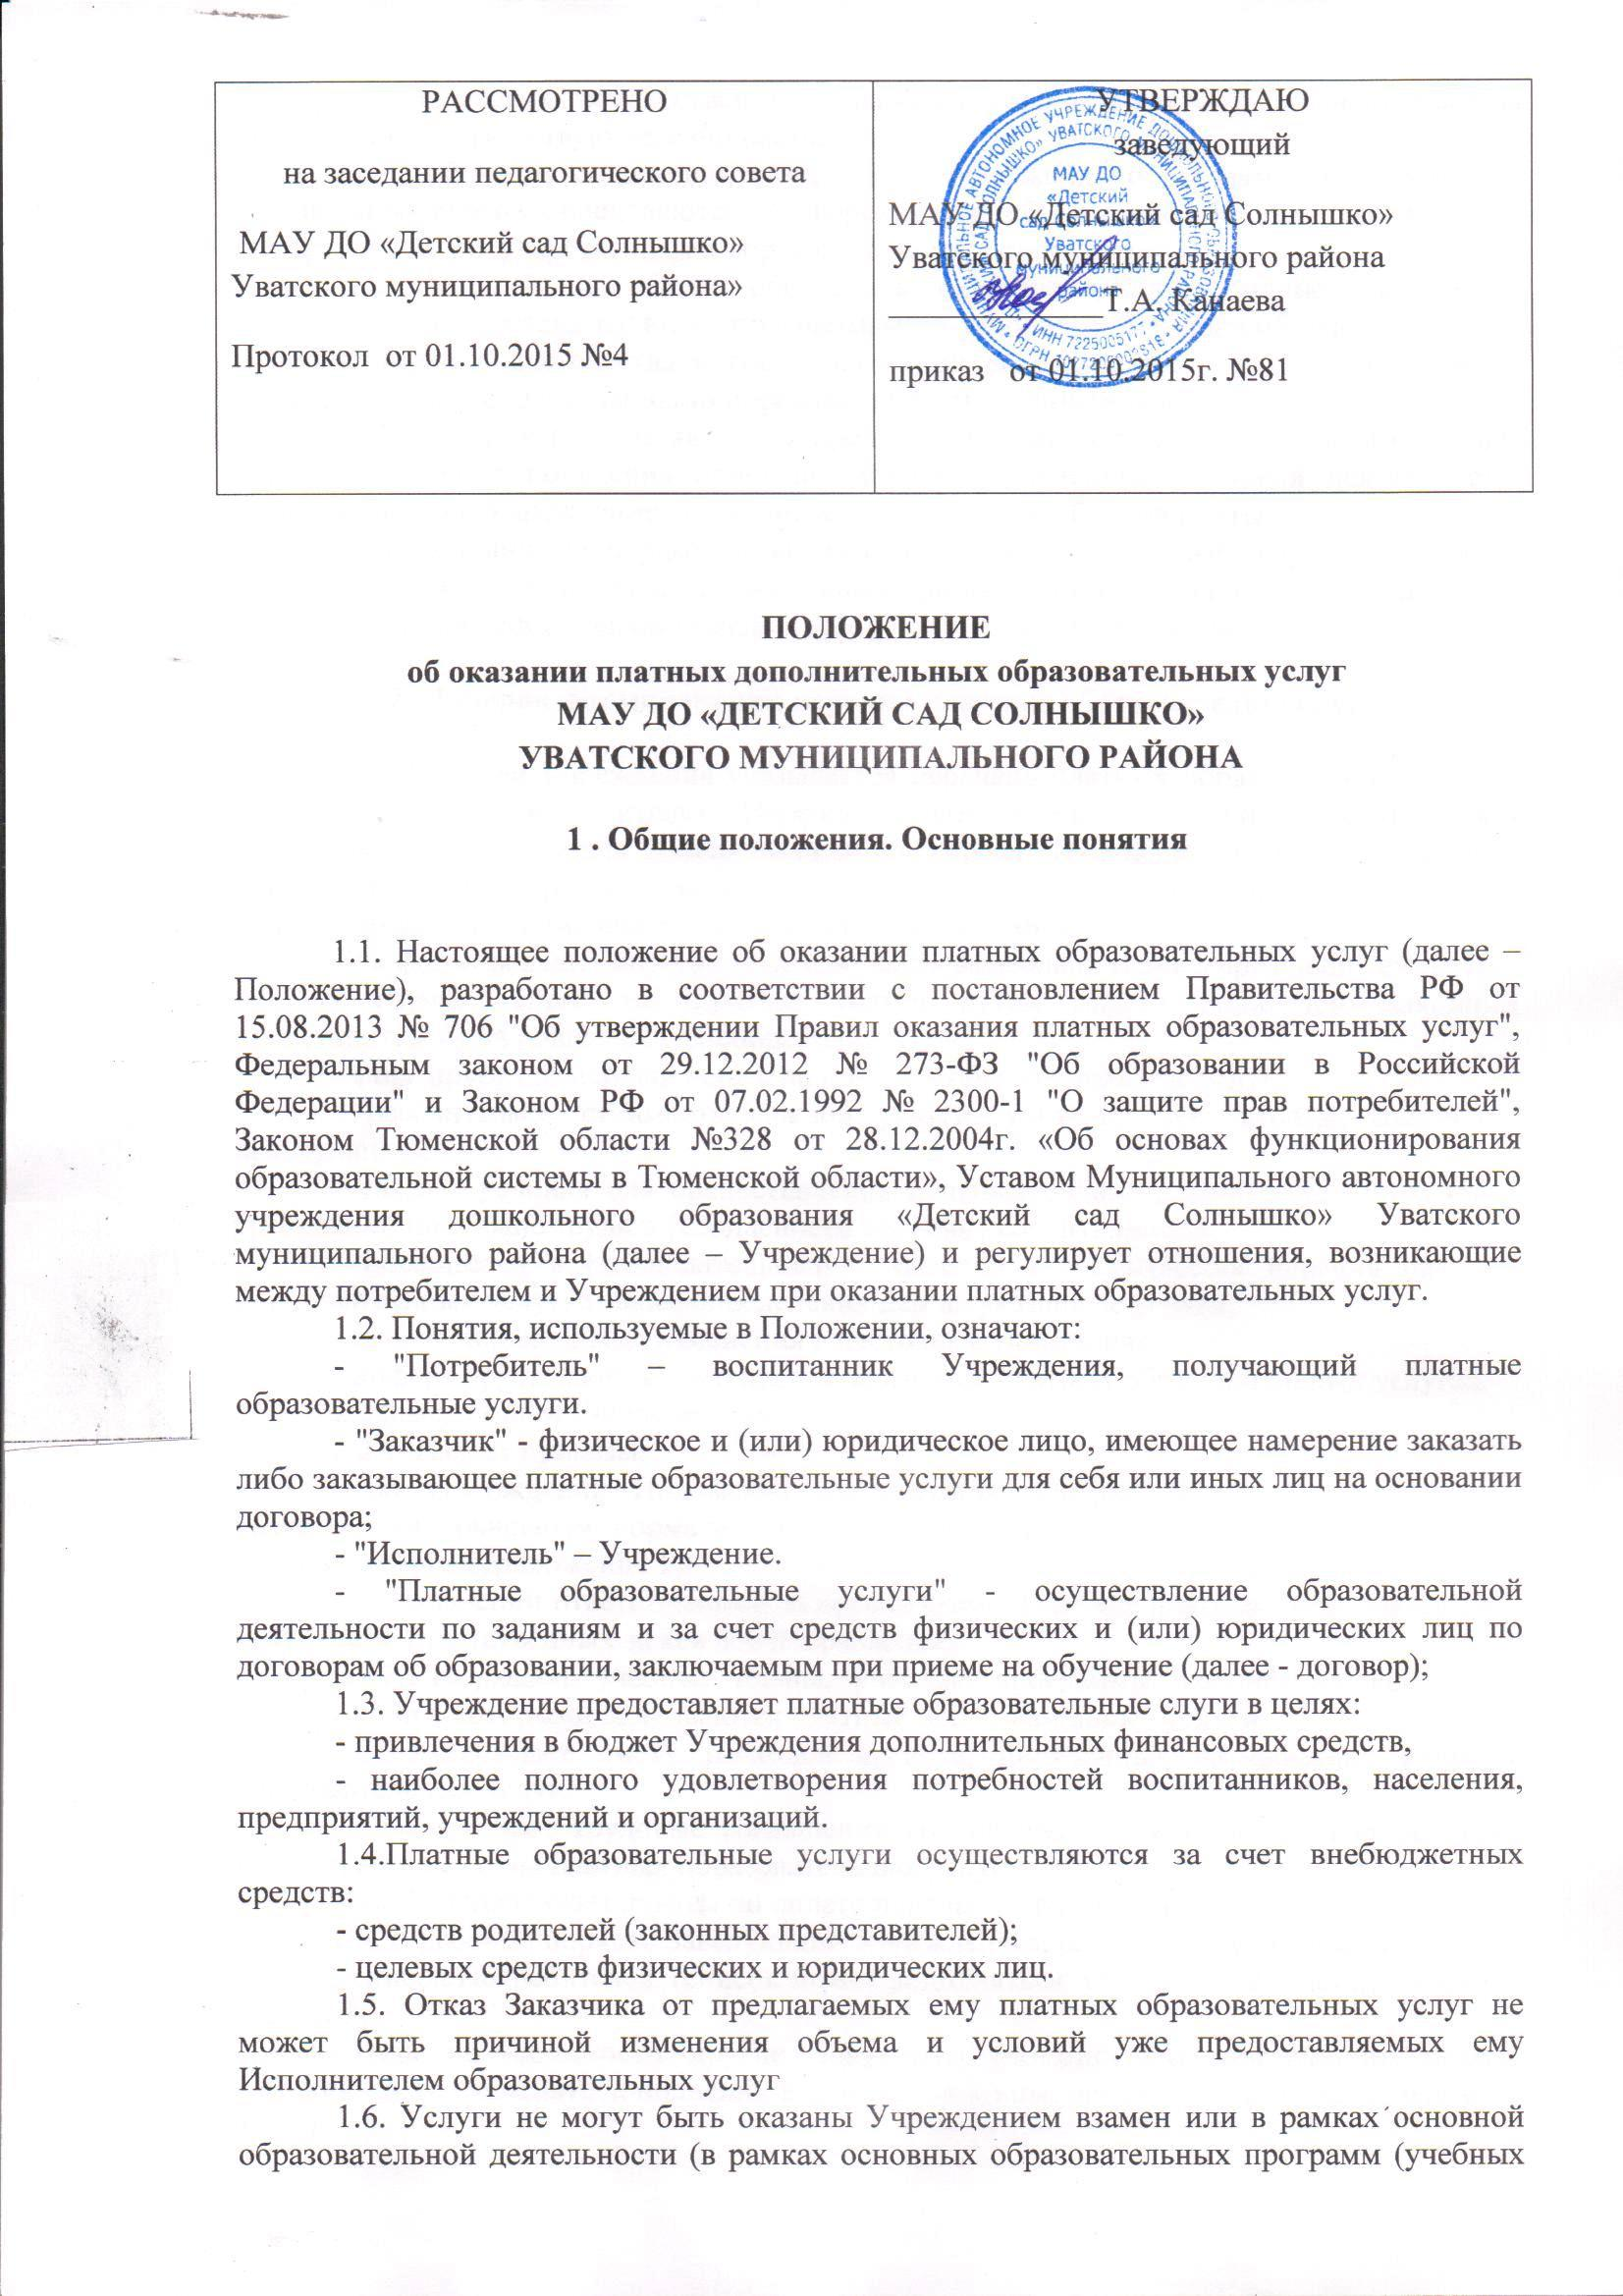 РАССМОТРЕНО
на заседании педагогического совета
МАУ ДО «Детский сад Солнышко»
Уватского муниципального района»
Протокол от 01.10.2015 №4
УТВЕРЖДАЮ
заведующий
МАУ ДО «Детский сад Солнышко»
Уватского муниципального района
_____________Т.А. Канаева
приказ от 01.10.2015г. №81
МАУ ДО
«Детский
сад Солнышко»
Уватского
муниципального
района
ПОЛОЖЕНИЕ
об оказании платных дополнительных образовательных услуг
МАУ ДО «ДЕТСКИЙ САД СОЛНЫШКО»
УВАТСКОГО МУНИЦИПАЛЬНОГО РАЙОНА
1 . Общие положения. Основные понятия
1.1. Настоящее положение об оказании платных образовательных услуг (далее –
Положение), разработано в соответствии с постановлением Правительства РФ от
15.08.2013 № 706 "Об утверждении Правил оказания платных образовательных услуг",
Федеральным законом от 29.12.2012 № 273-ФЗ "Об образовании в Российской
Федерации" и Законом РФ от 07.02.1992 № 2300-1 "О защите прав потребителей",
Законом Тюменской области №328 от 28.12.2004г. «Об основах функционирования
образовательной системы в Тюменской области», Уставом Муниципального автономного
учреждения дошкольного образования «Детский сад Солнышко» Уватского
муниципального района (далее – Учреждение) и регулирует отношения, возникающие
между потребителем и Учреждением при оказании платных образовательных услуг.
1.2. Понятия, используемые в Положении, означают:
- "Потребитель" – воспитанник Учреждения, получающий платные
образовательные услуги.
- "Заказчик" - физическое и (или) юридическое лицо, имеющее намерение заказать
либо заказывающее платные образовательные услуги для себя или иных лиц на основании
договора;
- "Исполнитель" – Учреждение.
- "Платные образовательные услуги" - осуществление образовательной
деятельности по заданиям и за счет средств физических и (или) юридических лиц по
договорам об образовании, заключаемым при приеме на обучение (далее - договор);
1.3. Учреждение предоставляет платные образовательные слуги в целях:
- привлечения в бюджет Учреждения дополнительных финансовых средств,
- наиболее полного удовлетворения потребностей воспитанников, населения,
предприятий, учреждений и организаций.
1.4.Платные образовательные услуги осуществляются за счет внебюджетных
средств:
- средств родителей (законных представителей);
- целевых средств физических и юридических лиц.
1.5. Отказ Заказчика от предлагаемых ему платных образовательных услуг не
может быть причиной изменения объема и условий уже предоставляемых ему
Исполнителем образовательных услуг
1.6. Услуги не могут быть оказаны Учреждением взамен или в рамках основной
образовательной деятельности (в рамках основных образовательных программ (учебных